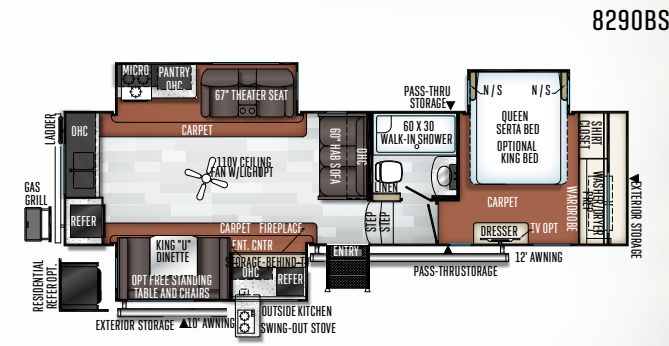 8290BS
MICRO
PANTRY
OHC
67" THEATER SEAT
PASS-THRU
STORAGE
N/S
N/S
LADDER
OHC
CARPET
60" HAB SOFA
OHC
60 X 30
WALK-IN SHOWER
QUEEN
SERTA BED
OPTIONAL
KING BED
SHIRT
CLOSET
WASHER/DRYER
PREP
110V CEILING
FAN W/LIGHT OPT
LINEN
GAS
GRILL
REFER
CARPET
WARDROBE
EXTERIOR STORAGE
CARPET
FIREPLACE
STEP
STEP
DRESSER
TV OPT
KING "U"
DINETTE
ENT. CNTR
STORAGE-BEHIND-T
ENTRY
12' AWNING
RESIDENTIAL
REFER OPT.
OPT FREE STANDING
TABLE AND CHAIRS
OHC
REFER
PASS-THRU STORAGE
EXTERIOR STORAGE
10' AWNING
OUTSIDE KITCHEN
SWING-OUT STOVE